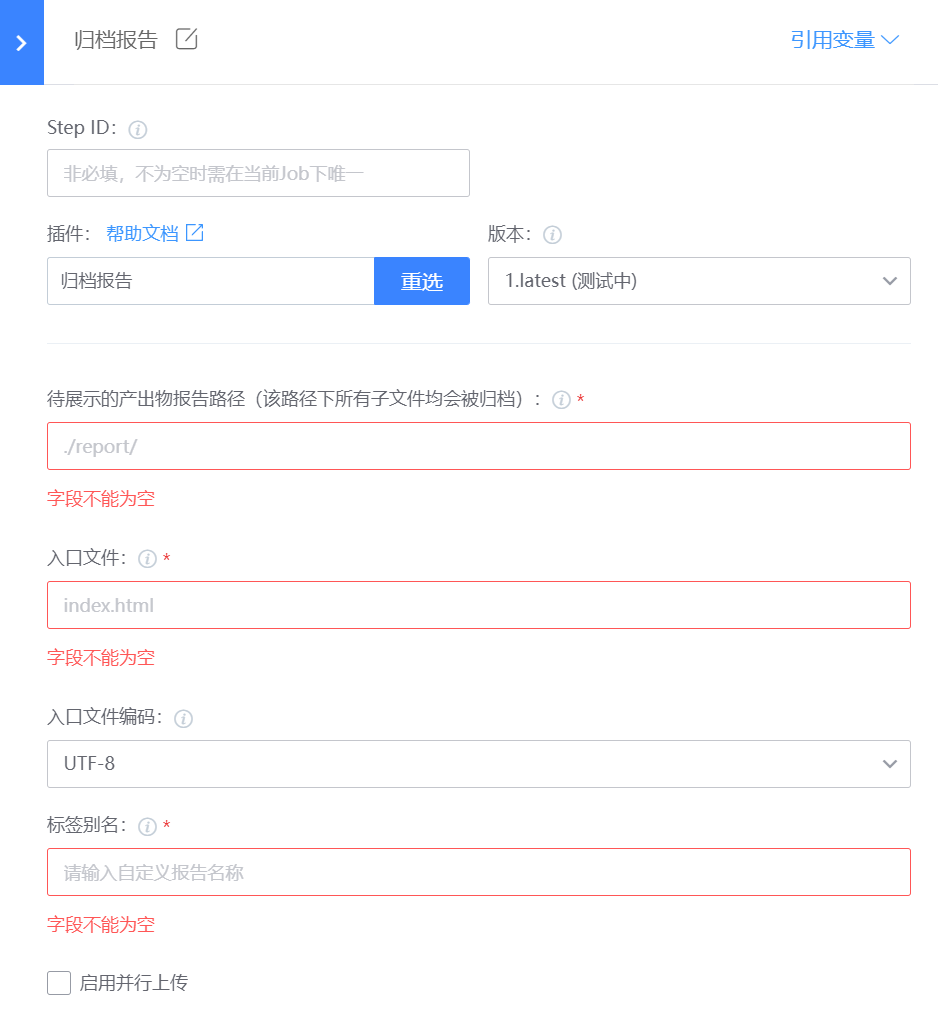 归档报告
引用变量
Step ID：
非必填，不为空时需在当前Job下唯一
插件： 帮助文档
版本：
归档报告 重选
1.latest (测试中)
待展示的产出物报告路径（该路径下所有子文件均会被归档）： *
./report/
字段不能为空
入口文件： *
index.html
字段不能为空
入口文件编码：
UTF-8
标签别名： *
请输入自定义报告名称
字段不能为空
启用并行上传